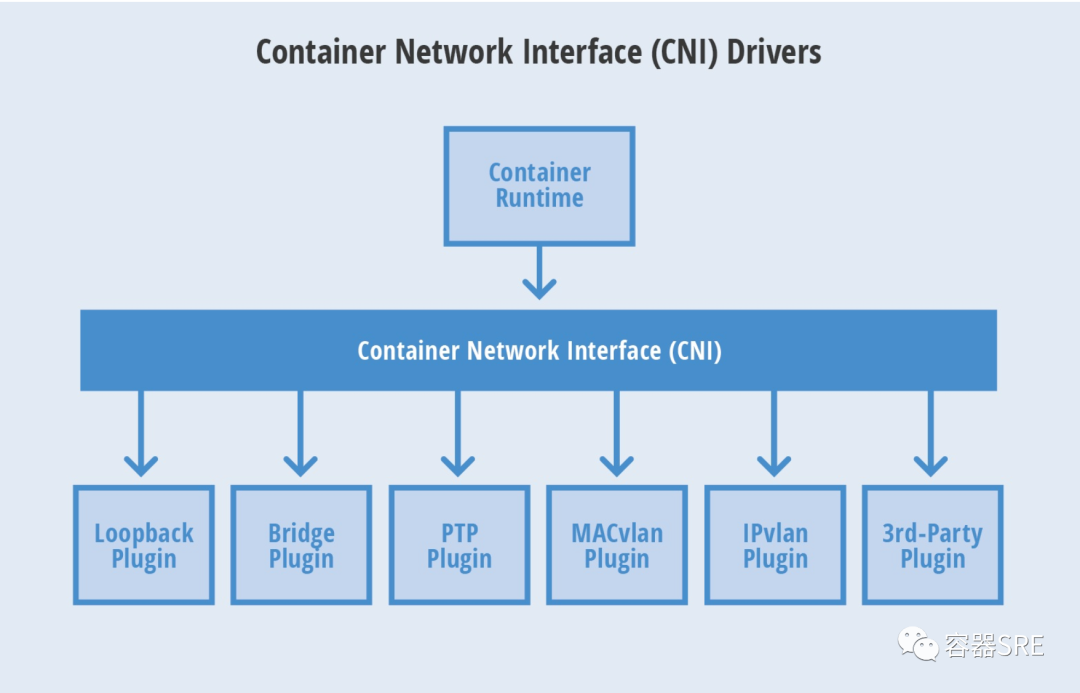 Container Network Interface (CNI) Drivers
Container
Runtime
Container Network Interface (CNI)
Loopback
Plugin
Bridge
Plugin
PTP
Plugin
MACvlan
Plugin
IPvlan
Plugin
3rd-Party
Plugin
容器SRE